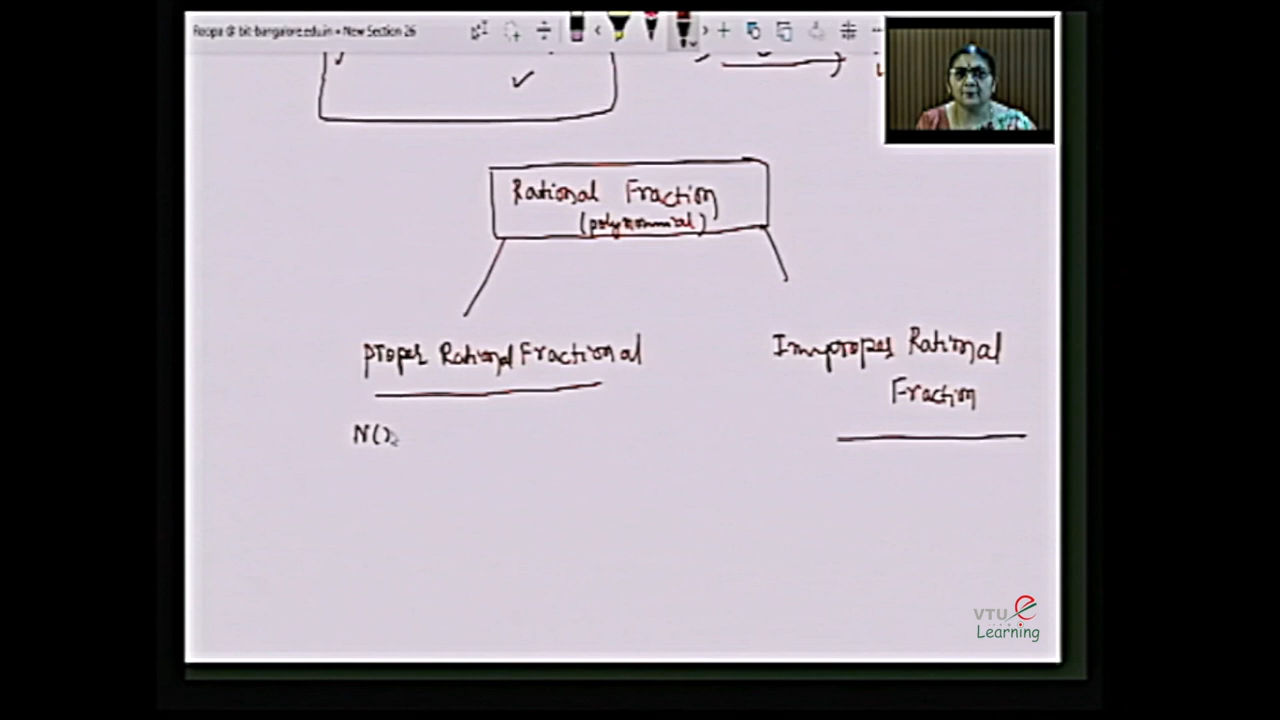 Roopa @ bit-bangalore.edu.in • New Section 26
Rational Fraction
(polynomial)
Proper Rational Fractional
Improper Rational
Fraction
N()
VTU e
Learning